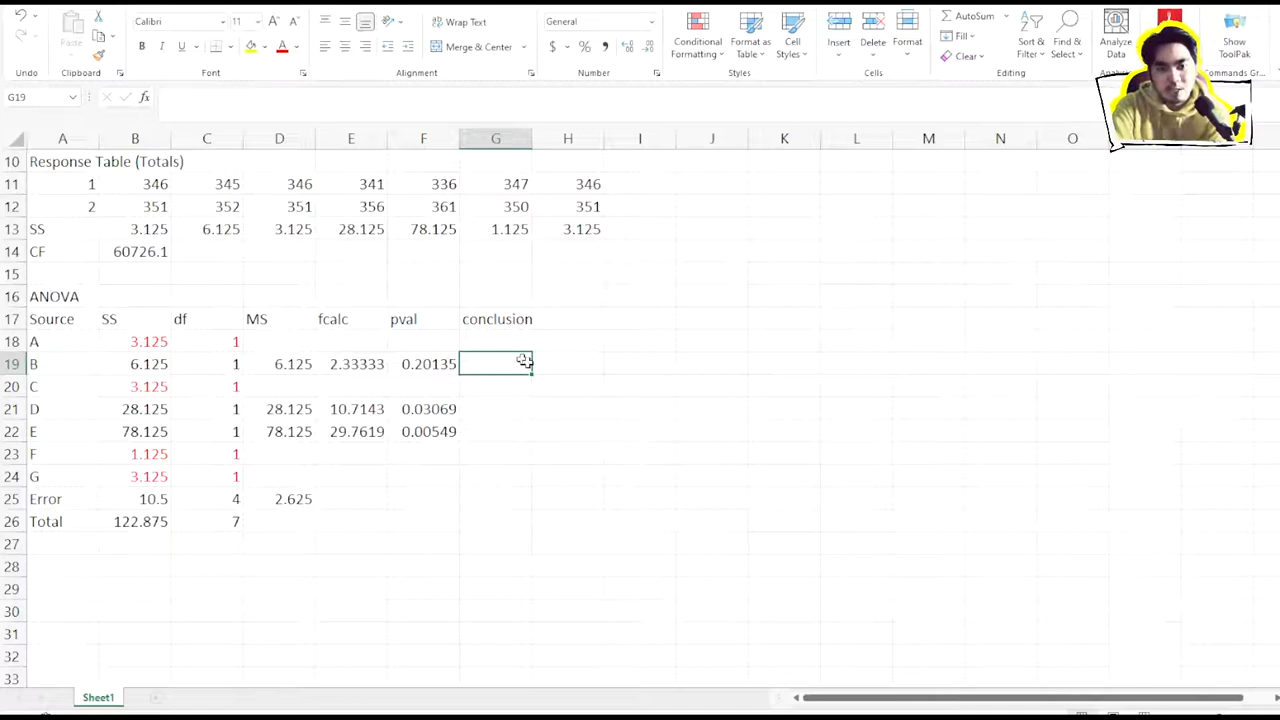 Calibri 11 A A Wrap Text General AutoSum
Paste B I U Merge & Center $ % Conditional Formatting Format as Table Cell Styles Insert Delete Format Fill Clear Sort & Filter Find & Select Analyze Data Show ToolPak
Undo Clipboard Font Alignment Number Styles Cells Editing Commands Gr...
G19 fx
A B C D E F G H I J K L M N O
10 Response Table (Totals)
11 1 346 345 346 341 336 347 346
12 2 351 352 351 356 361 350 351
13 SS 3.125 6.125 3.125 28.125 78.125 1.125 3.125
14 CF 60726.1
15
16 ANOVA
17 Source SS df MS fcalc pval conclusion
18 A 3.125 1
19 B 6.125 1 6.125 2.33333 0.20135
20 C 3.125 1
21 D 28.125 1 28.125 10.7143 0.03069
22 E 78.125 1 78.125 29.7619 0.00549
23 F 1.125 1
24 G 3.125 1
25 Error 10.5 4 2.625
26 Total 122.875 7
27
28
29
30
31
32
33
Sheet1